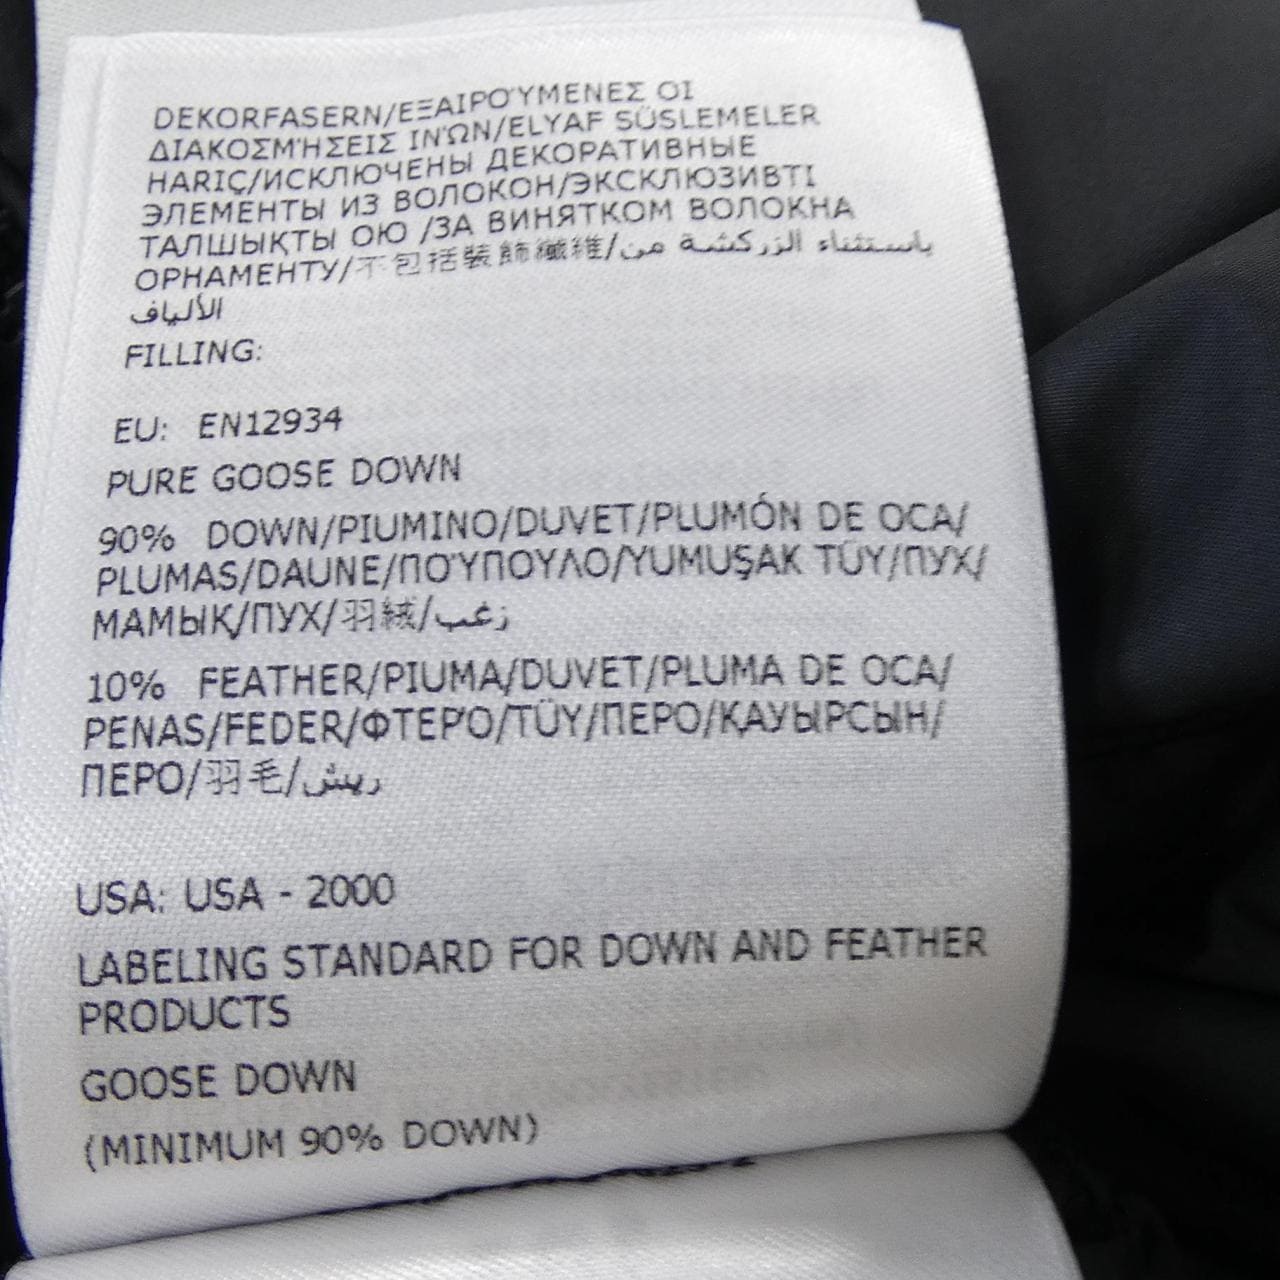 DEKORFASERN/ΕΞΑΙΡΟΎΜΕΝΕΣ ΟΙ
ΔΙΑΚΟΣΜΉΣΕΙΣ ΙΝΏΝ/ELYAF SÜSLEMELER
HARIÇ/ИСКЛЮЧЕНЫ ДЕКОРАТИВНЫЕ
ЭЛЕМЕНТЫ ИЗ ВОЛОКОН/ЭКСКЛЮЗИВТІ
ТАЛШЫҚТЫ ОЮ /ЗА ВИНЯТКОМ ВОЛОКНА
ОРНАМЕНТУ/不包括裝飾纖維/باستثناء الزركشة من
الألياف
FILLING:
EU: EN12934
PURE GOOSE DOWN
90% DOWN/PIUMINO/DUVET/PLUMÓN DE OCA/
PLUMAS/DAUNE/ΠΟΎΠΟΥΛΟ/YUMUŞAK TÜY/ПУХ/
МАМЫҚ/ПУХ/羽絨/زغب
10% FEATHER/PIUMA/DUVET/PLUMA DE OCA/
PENAS/FEDER/ΦΤΕΡΌ/TÜY/ПЕРО/ҚАУЫРСЫН/
ПЕРО/羽毛/ريش
USA: USA - 2000
LABELING STANDARD FOR DOWN AND FEATHER
PRODUCTS
GOOSE DOWN
(MINIMUM 90% DOWN)